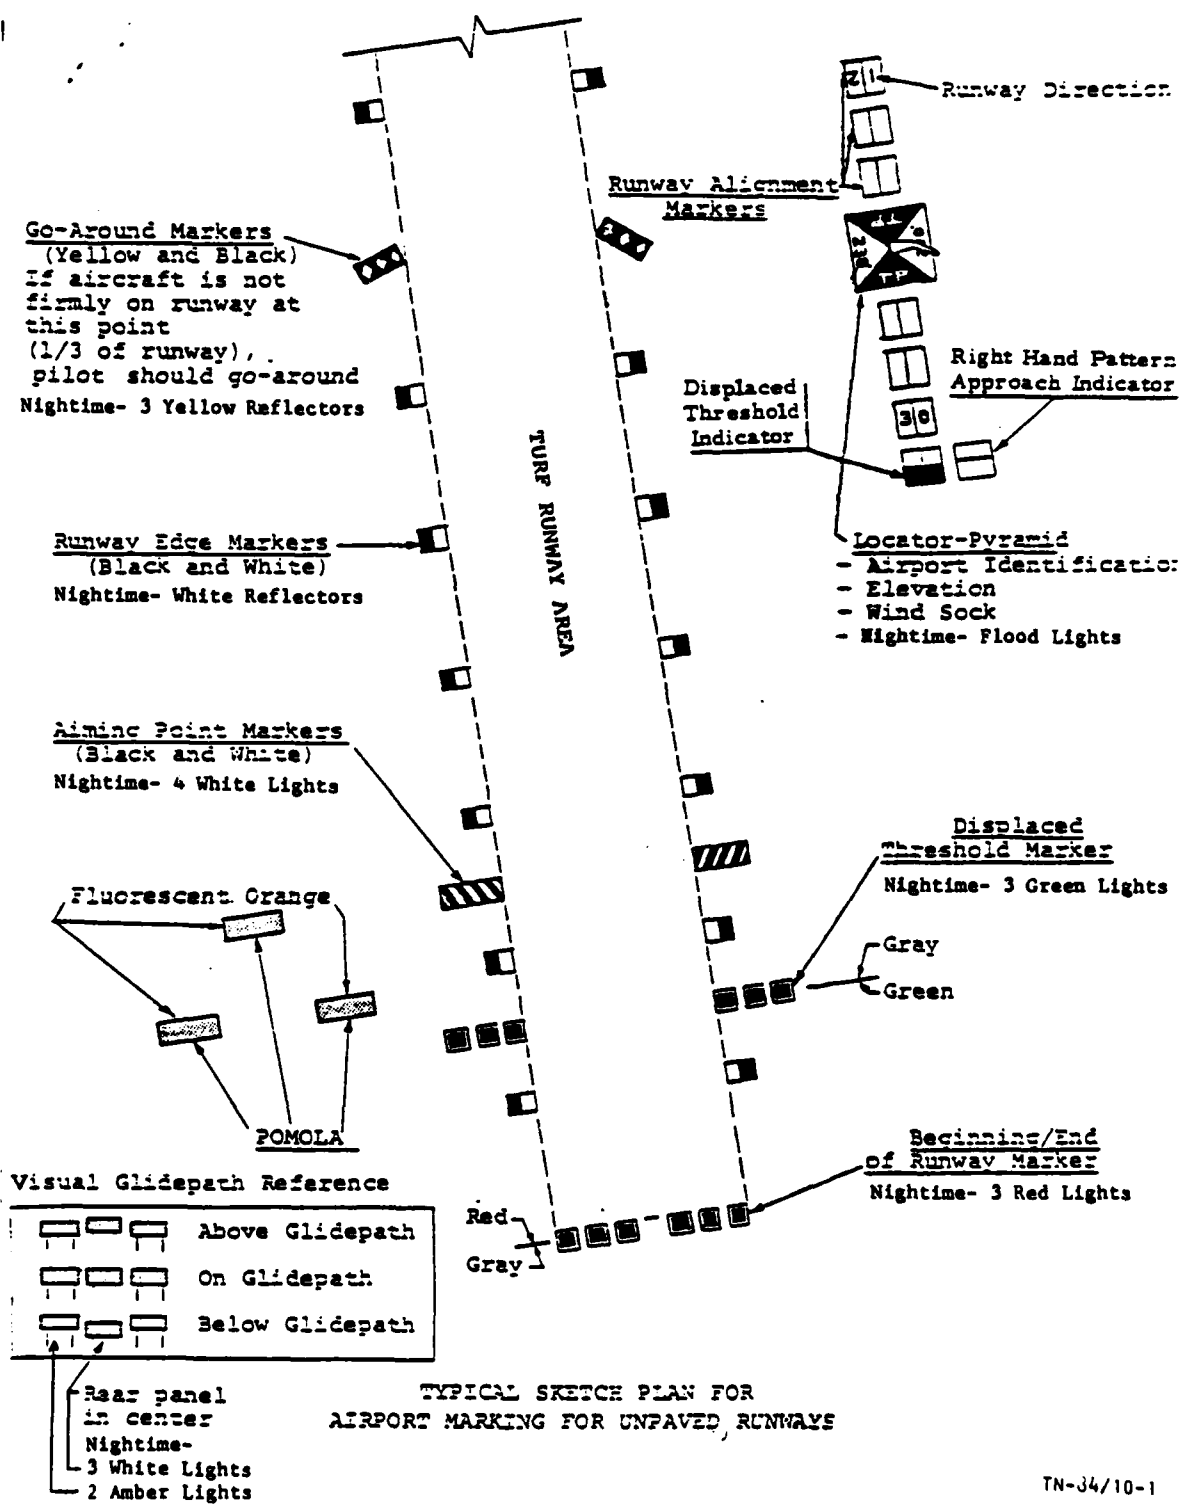 Runway Direction
Runway Alignment
Markers
Go-Around Markers
(Yellow and Black)
If aircraft is not
firmly on runway at
this point
(1/3 of runway),
pilot should go-around
Nightime- 3 Yellow Reflectors
TP
TP
Right Hand Pattern
Approach Indicator
30
Displaced
Threshold
Indicator
TURF RUNWAY AREA
Runway Edge Markers
(Black and White)
Nightime- White Reflectors
Locator-Pyramid
- Airport Identification
- Elevation
- Wind Sock
- Nightime- Flood Lights
Aiming Point Markers
(Black and White)
Nightime- 4 White Lights
Displaced
Threshold Marker
Nightime- 3 Green Lights
Gray
Green
Fluorescent Orange
POMOLA
Beginning/End
of Runway Marker
Nightime- 3 Red Lights
Red
Gray
Visual Glidepath Reference
Above Glidepath
On Glidepath
Below Glidepath
Rear panel
in center
Nightime-
3 White Lights
2 Amber Lights
TYPICAL SKETCH PLAN FOR
AIRPORT MARKING FOR UNPAVED RUNWAYS
TN-34/10-1